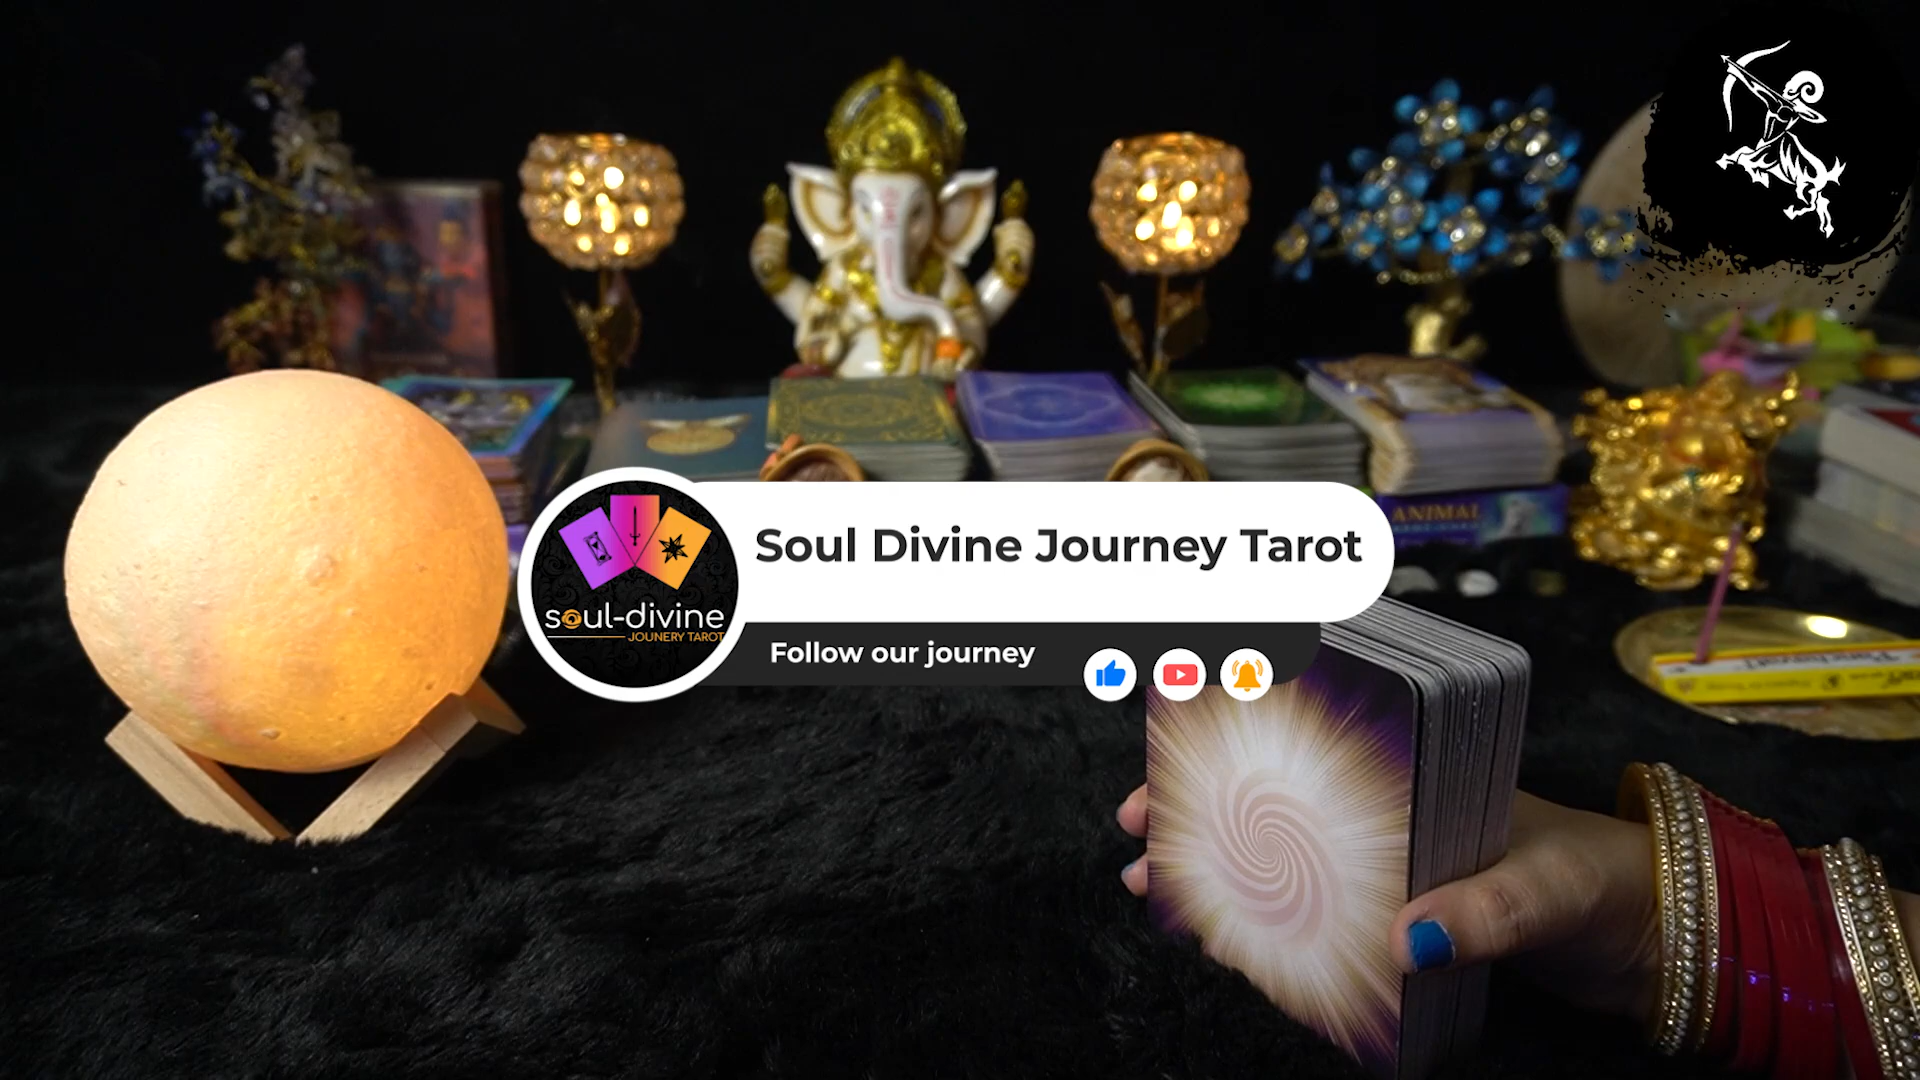 ANIMAL
Soul Divine Journey Tarot
soul-divine
JOUNERY TAROT
Follow our journey